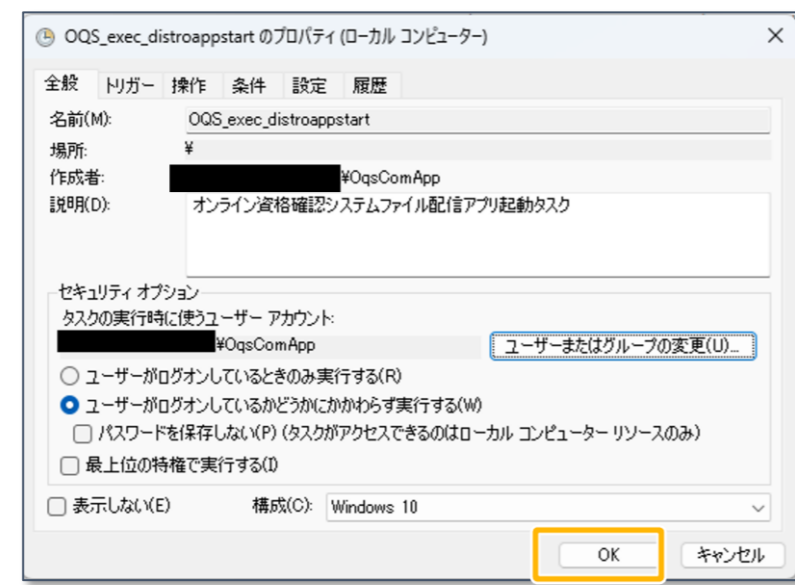 OQS_exec_distroappstart のプロパティ (ローカル コンピューター)
全般 トリガー 操作 条件 設定 履歴
名前(M): OQS_exec_distroappstart
場所: ¥
作成者: ¥OqsComApp
説明(D): オンライン資格確認システムファイル配信アプリ起動タスク
セキュリティ オプション
タスクの実行時に使うユーザー アカウント:
¥OqsComApp ユーザーまたはグループの変更(U)...
ユーザーがログオンしているときのみ実行する(R)
ユーザーがログオンしているかどうかにかかわらず実行する(W)
パスワードを保存しない(P) (タスクがアクセスできるのはローカル コンピューター リソースのみ)
最上位の特権で実行する(I)
表示しない(E) 構成(C): Windows 10
OK キャンセル